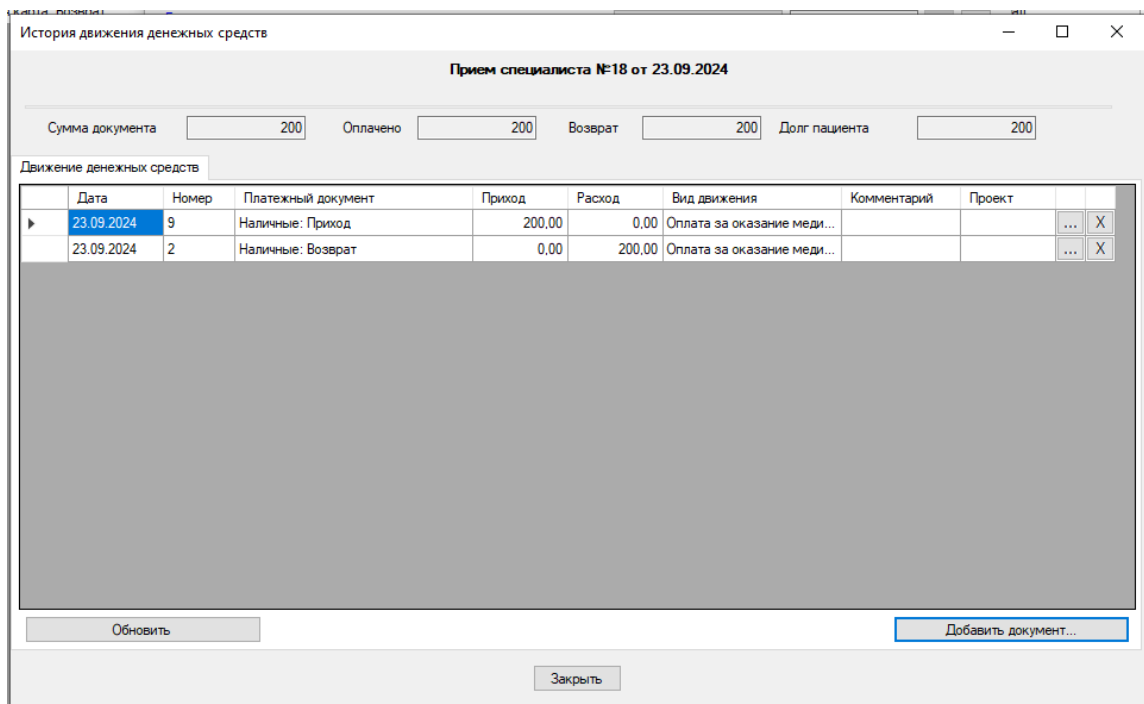 История движения денежных средств
Прием специалиста №18 от 23.09.2024
Сумма документа 200 Оплачено 200 Возврат 200 Долг пациента 200
Движение денежных средств
Дата Номер Платежный документ Приход Расход Вид движения Комментарий Проект
23.09.2024 9 Наличные: Приход 200,00 0,00 Оплата за оказание меди... ... X
23.09.2024 2 Наличные: Возврат 0,00 200,00 Оплата за оказание меди... ... X
Обновить Добавить документ...
Закрыть